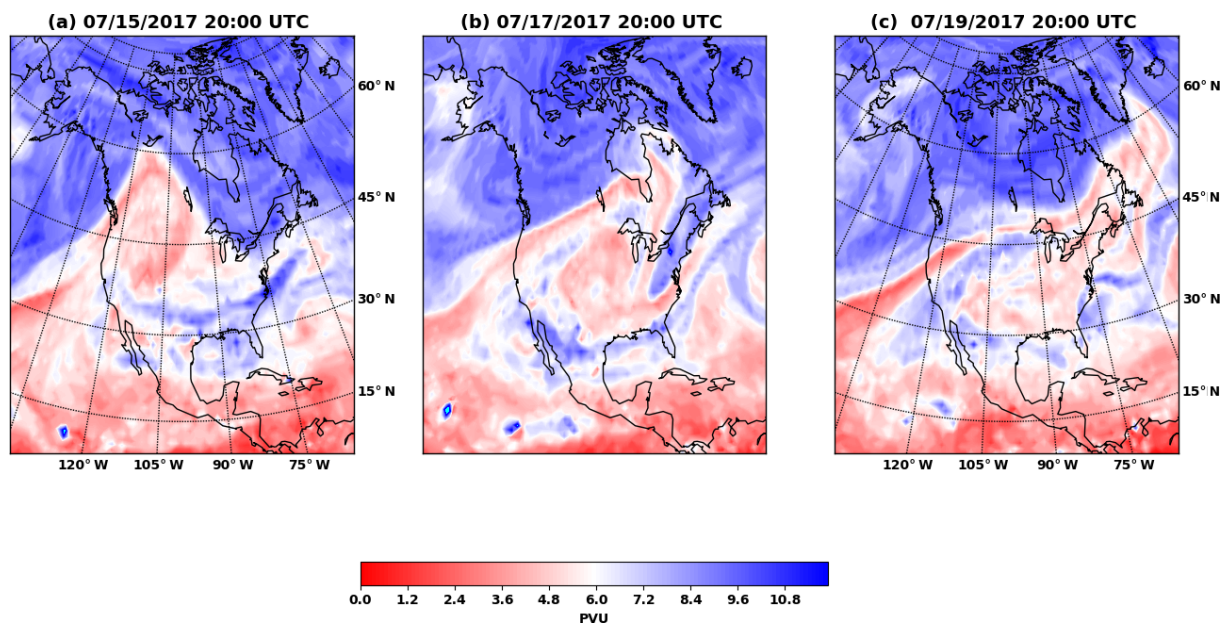 (a) 07/15/2017 20:00 UTC
(b) 07/17/2017 20:00 UTC
(c) 07/19/2017 20:00 UTC
60° N
60° N
45° N
45° N
30° N
30° N
15° N
15° N
120° W 105° W 90° W 75° W
120° W 105° W 90° W 75° W
0.0 1.2 2.4 3.6 4.8 6.0 7.2 8.4 9.6 10.8
PVU